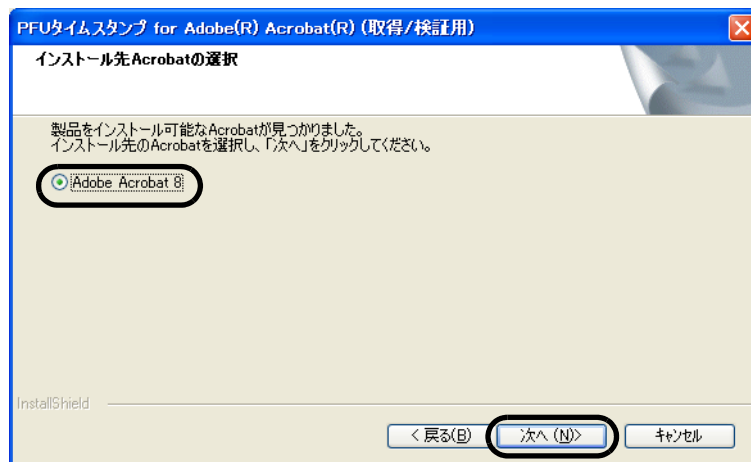 PFUタイムスタンプ for Adobe(R) Acrobat(R) (取得/検証用)
インストール先Acrobatの選択
製品をインストール可能なAcrobatが見つかりました。
インストール先のAcrobatを選択し、「次へ」をクリックしてください。
Adobe Acrobat 8
InstallShield
< 戻る(B) 次へ (N)> キャンセル